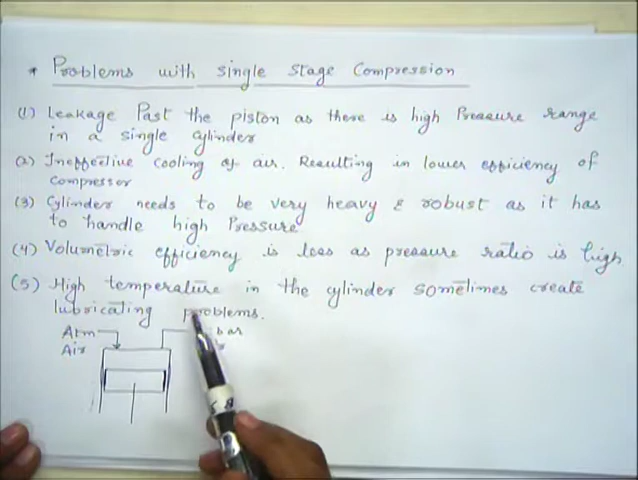 * Problems with single Stage Compression
(1) Leakage Past the piston as there is high Pressure range
in a single cylinder
(2) Ineffective cooling of air. Resulting in lower efficiency of
compressor
(3) Cylinder needs to be very heavy & robust as it has
to handle high Pressure
(4) Volumetric efficiency is less as pressure ratio is high
(5) High temperature in the cylinder sometimes create
lubricating problems.
Atm
Air
bar